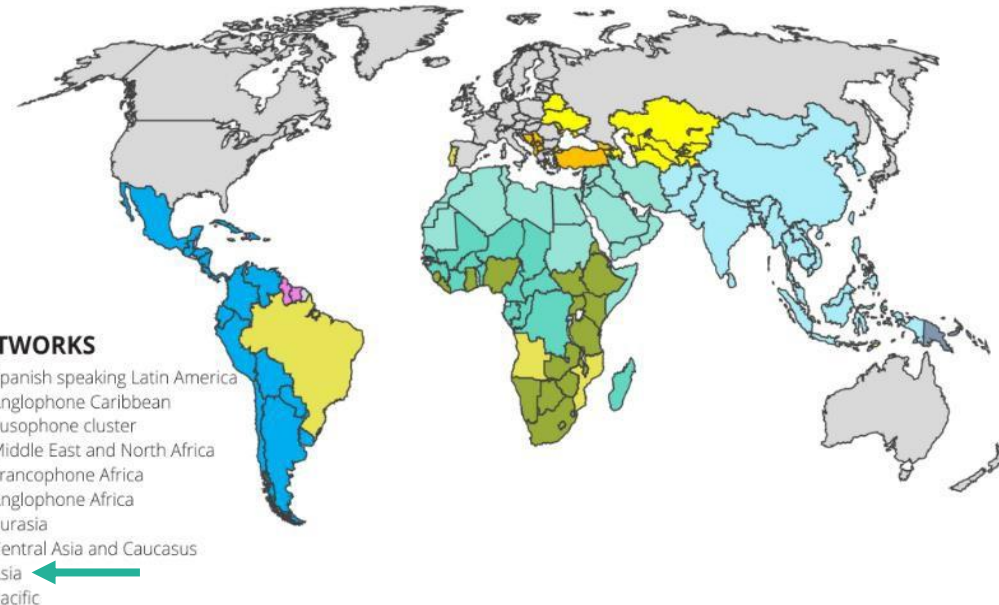 TWORKS
panish speaking Latin America
nglophone Caribbean
usophone cluster
Middle East and North Africa
rancophone Africa
nglophone Africa
urasia
entral Asia and Caucasus
sia
acific